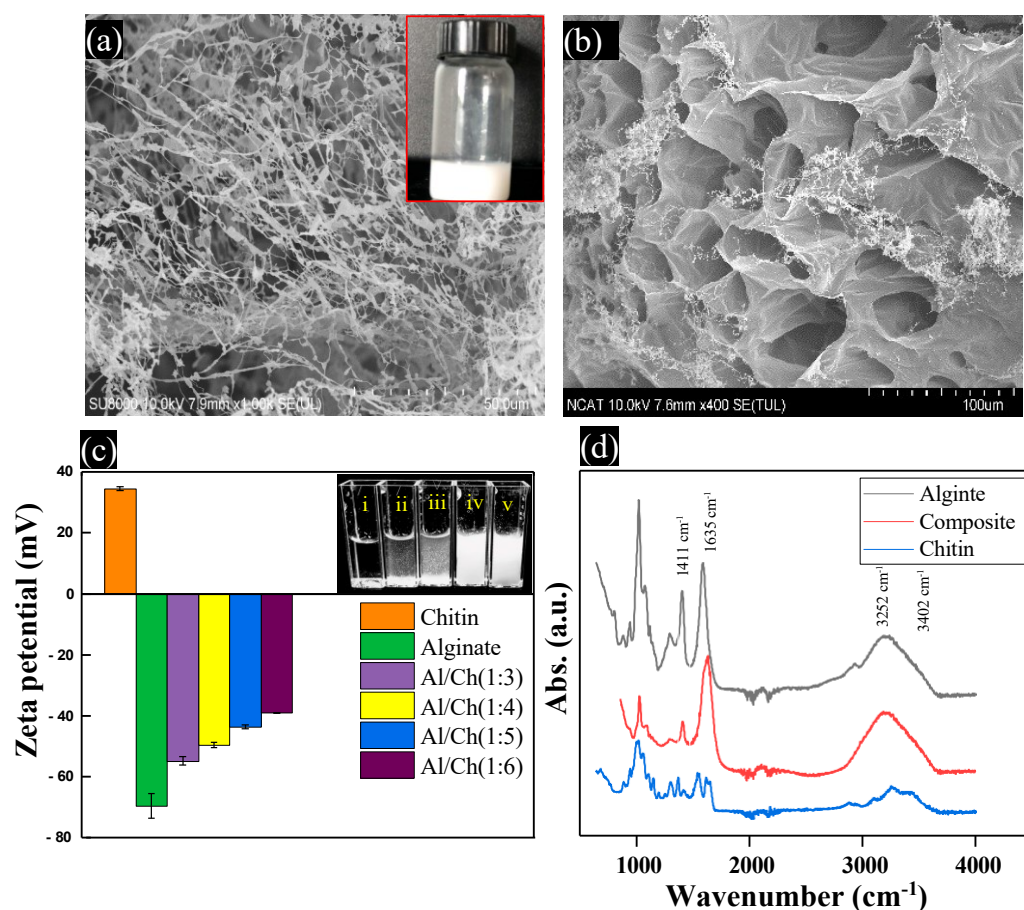 (a)
SU8000 10.0kV 7.9mm x1.00k SE(UL) 50.0um
(b)
NCAT 10.0kV 7.6mm x400 SE(TUL) 100um
(c)
Zeta petential (mV)
40
20
0
- 20
- 40
- 60
- 80
i ii iii iv v
Chitin
Alginate
Al/Ch(1:3)
Al/Ch(1:4)
Al/Ch(1:5)
Al/Ch(1:6)
(d)
Abs. (a.u.)
1411 cm⁻¹
1635 cm⁻¹
3252 cm⁻¹
3402 cm⁻¹
Alginte
Composite
Chitin
1000 2000 3000 4000
Wavenumber (cm⁻¹)